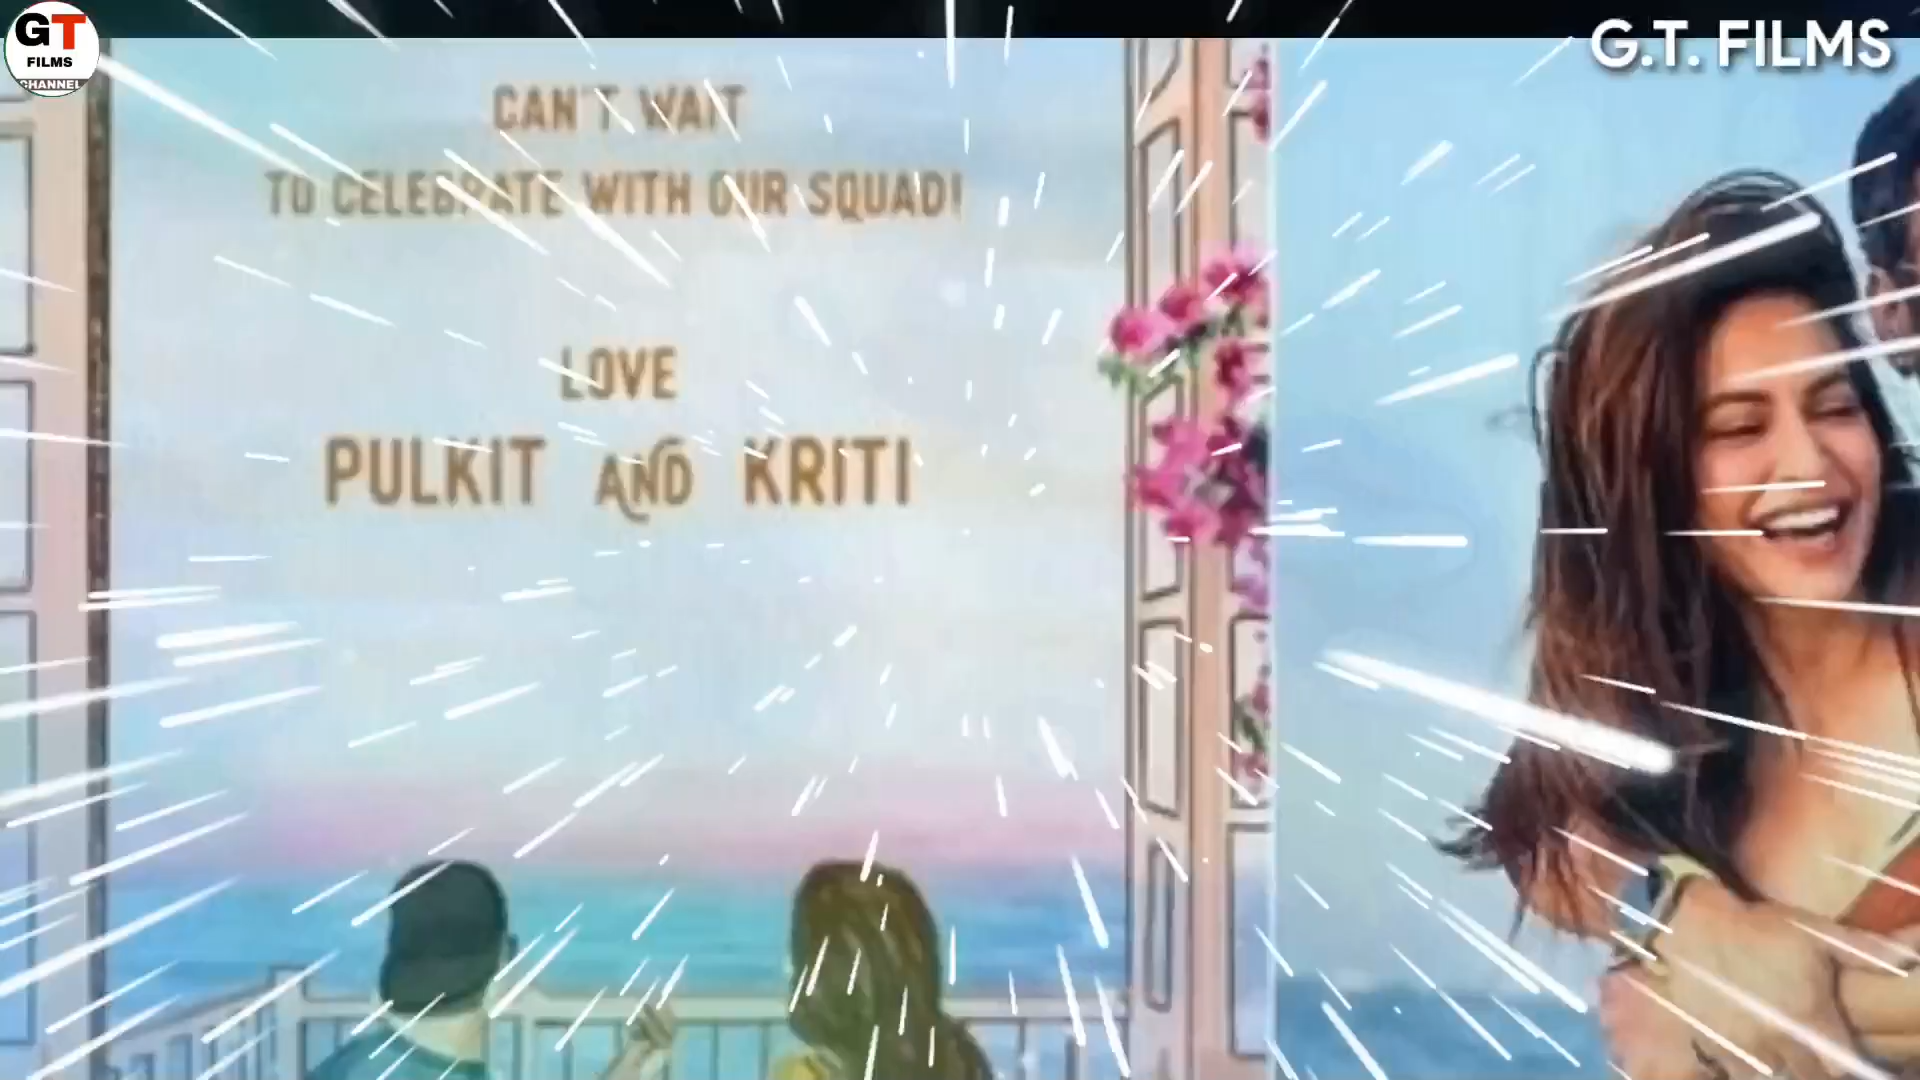 GT
FILMS
CHANNEL
G.T. FILMS
CAN'T WAIT
TO CELEBRATE WITH OUR SQUAD!
LOVE
PULKIT AND KRITI